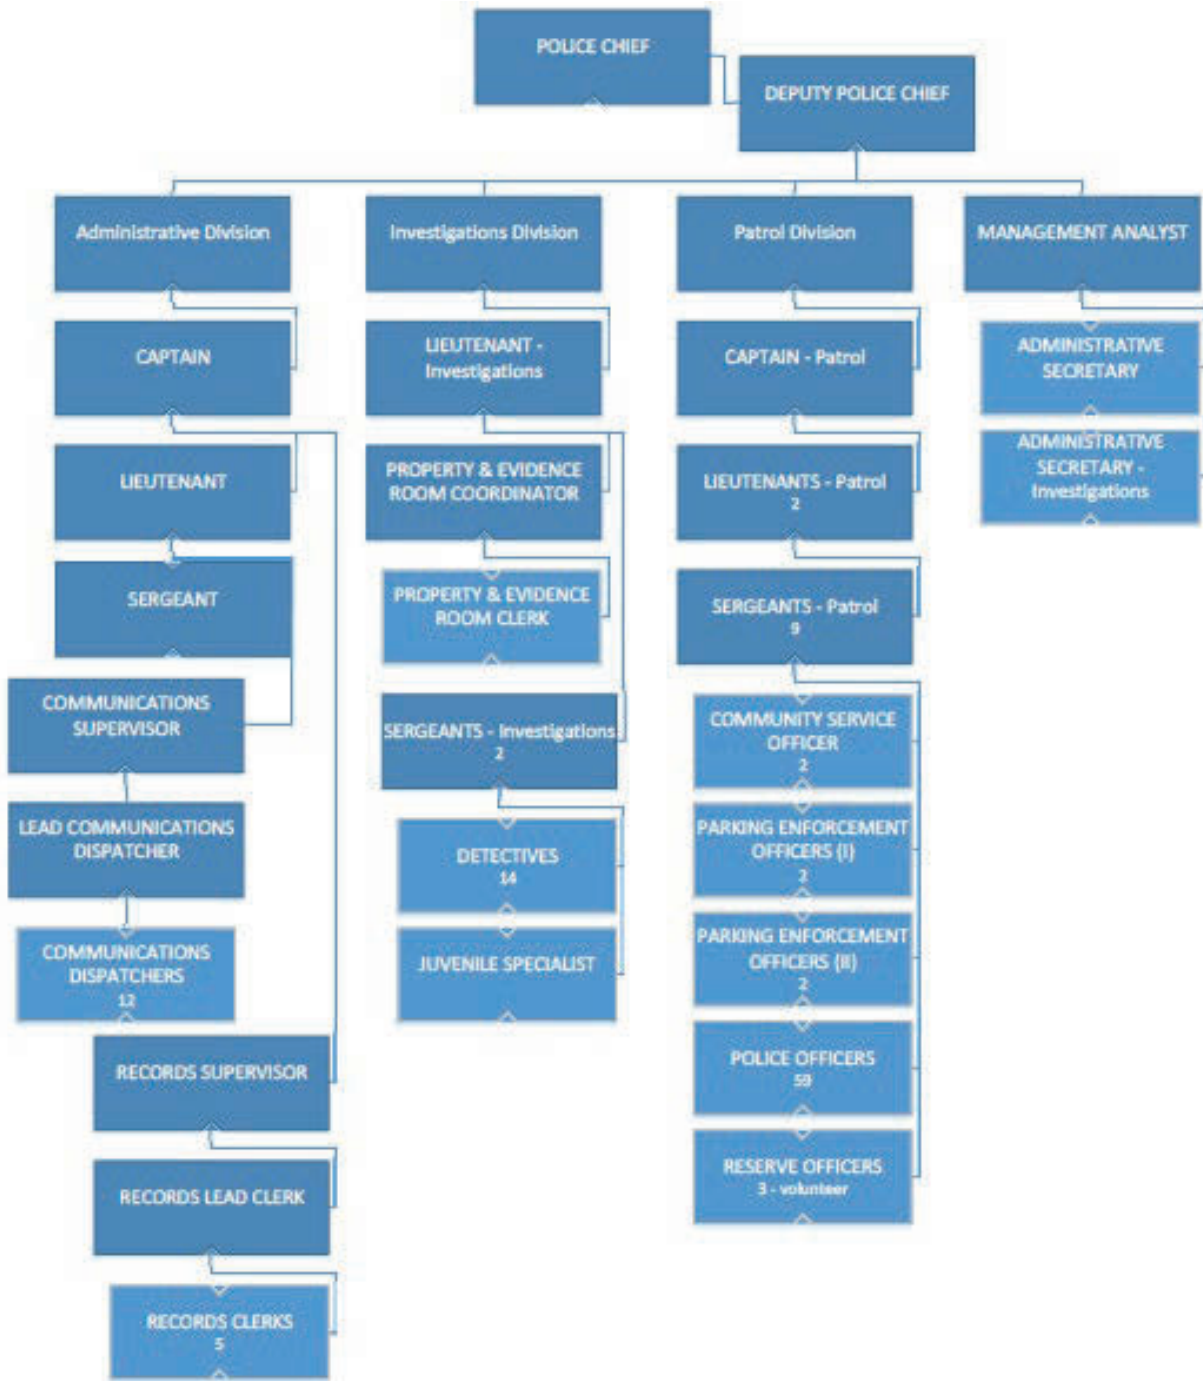 POLICE CHIEF
DEPUTY POLICE CHIEF
Administrative Division
CAPTAIN
LIEUTENANT
SERGEANT
COMMUNICATIONS
SUPERVISOR
LEAD COMMUNICATIONS
DISPATCHER
COMMUNICATIONS
DISPATCHERS
12
RECORDS SUPERVISOR
RECORDS LEAD CLERK
RECORDS CLERKS
5
Investigations Division
LIEUTENANT -
Investigations
PROPERTY & EVIDENCE
ROOM COORDINATOR
PROPERTY & EVIDENCE
ROOM CLERK
SERGEANTS - Investigations
2
DETECTIVES
14
JUVENILE SPECIALIST
Patrol Division
CAPTAIN - Patrol
LIEUTENANTS - Patrol
2
SERGEANTS - Patrol
9
COMMUNITY SERVICE
OFFICER
2
PARKING ENFORCEMENT
OFFICERS (I)
2
PARKING ENFORCEMENT
OFFICERS (II)
2
POLICE OFFICERS
59
RESERVE OFFICERS
3 - volunteer
MANAGEMENT ANALYST
ADMINISTRATIVE
SECRETARY
ADMINISTRATIVE
SECRETARY -
Investigations